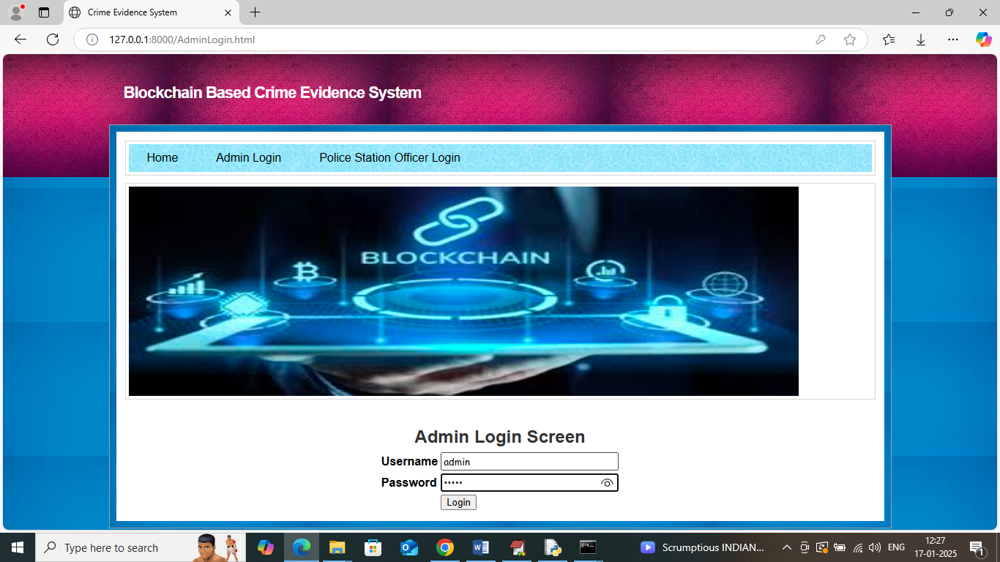 Crime Evidence System
127.0.0.1:8000/AdminLogin.html
Blockchain Based Crime Evidence System
Home Admin Login Police Station Officer Login
BLOCKCHAIN
Admin Login Screen
Username admin
Password •••••
Login
Type here to search
Scrumptious INDIAN...
ENG
12:27
17-01-2025
1